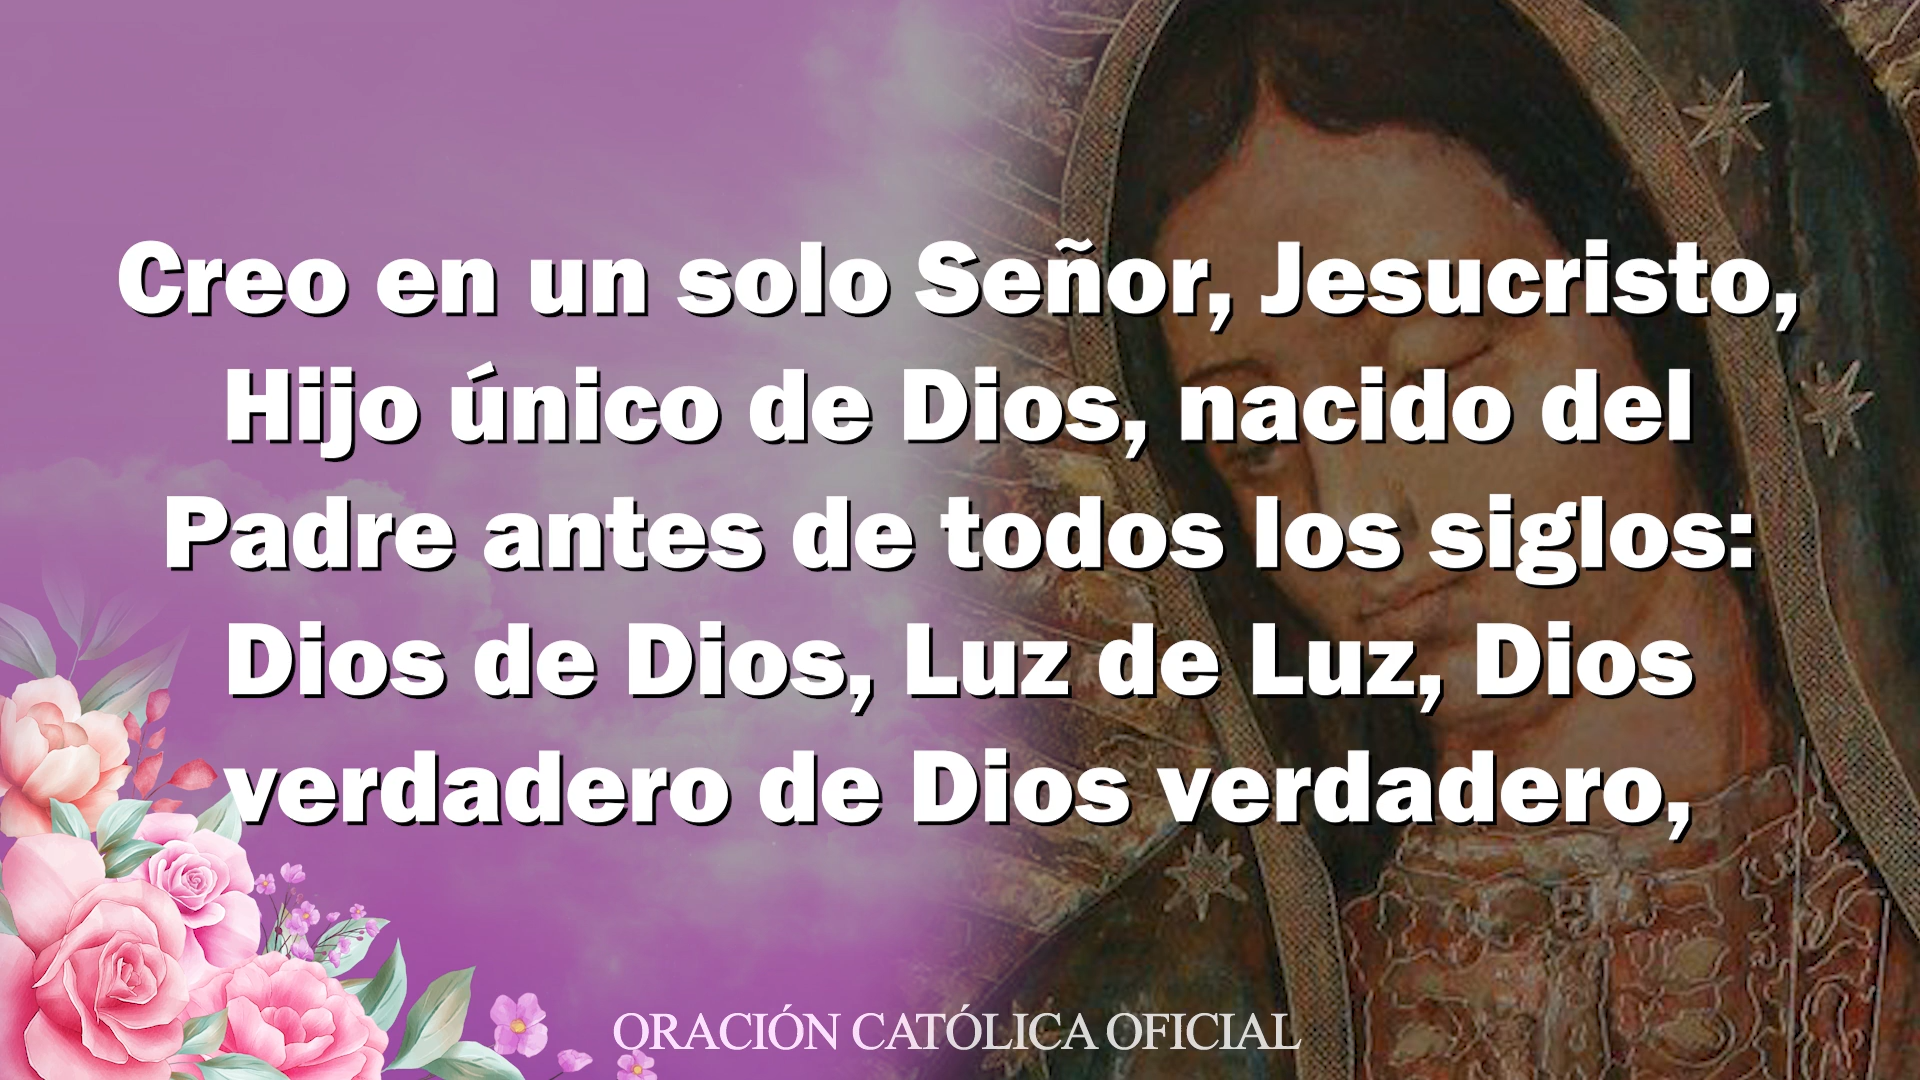 Creo en un solo Señor, Jesucristo,
Hijo único de Dios, nacido del
Padre antes de todos los siglos:
Dios de Dios, Luz de Luz, Dios
verdadero de Dios verdadero,
ORACIÓN CATÓLICA OFICIAL